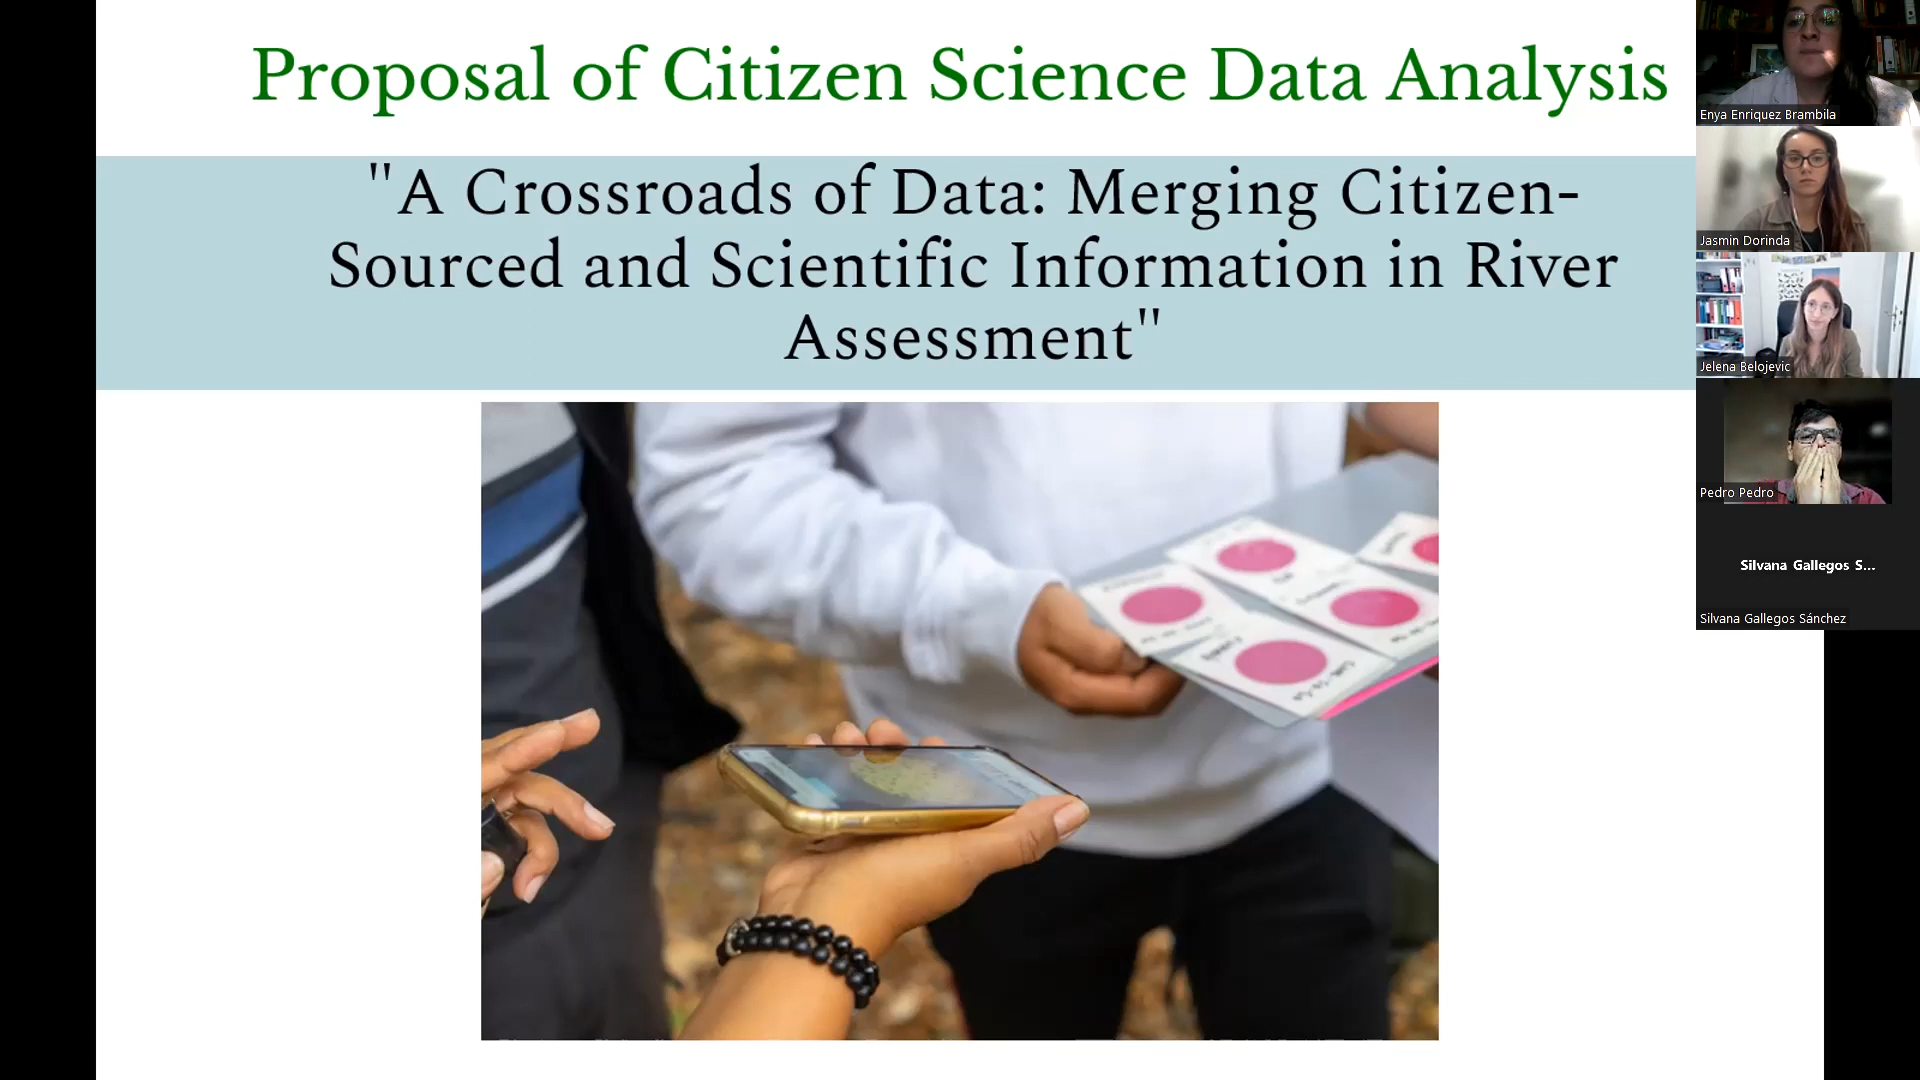 Proposal of Citizen Science Data Analysis
"A Crossroads of Data: Merging Citizen-
Sourced and Scientific Information in River
Assessment"
Enya Enriquez Brambila
Jasmin Dorinda
Jelena Belojevic
Pedro Pedro
Silvana Gallegos S...
Silvana Gallegos Sánchez